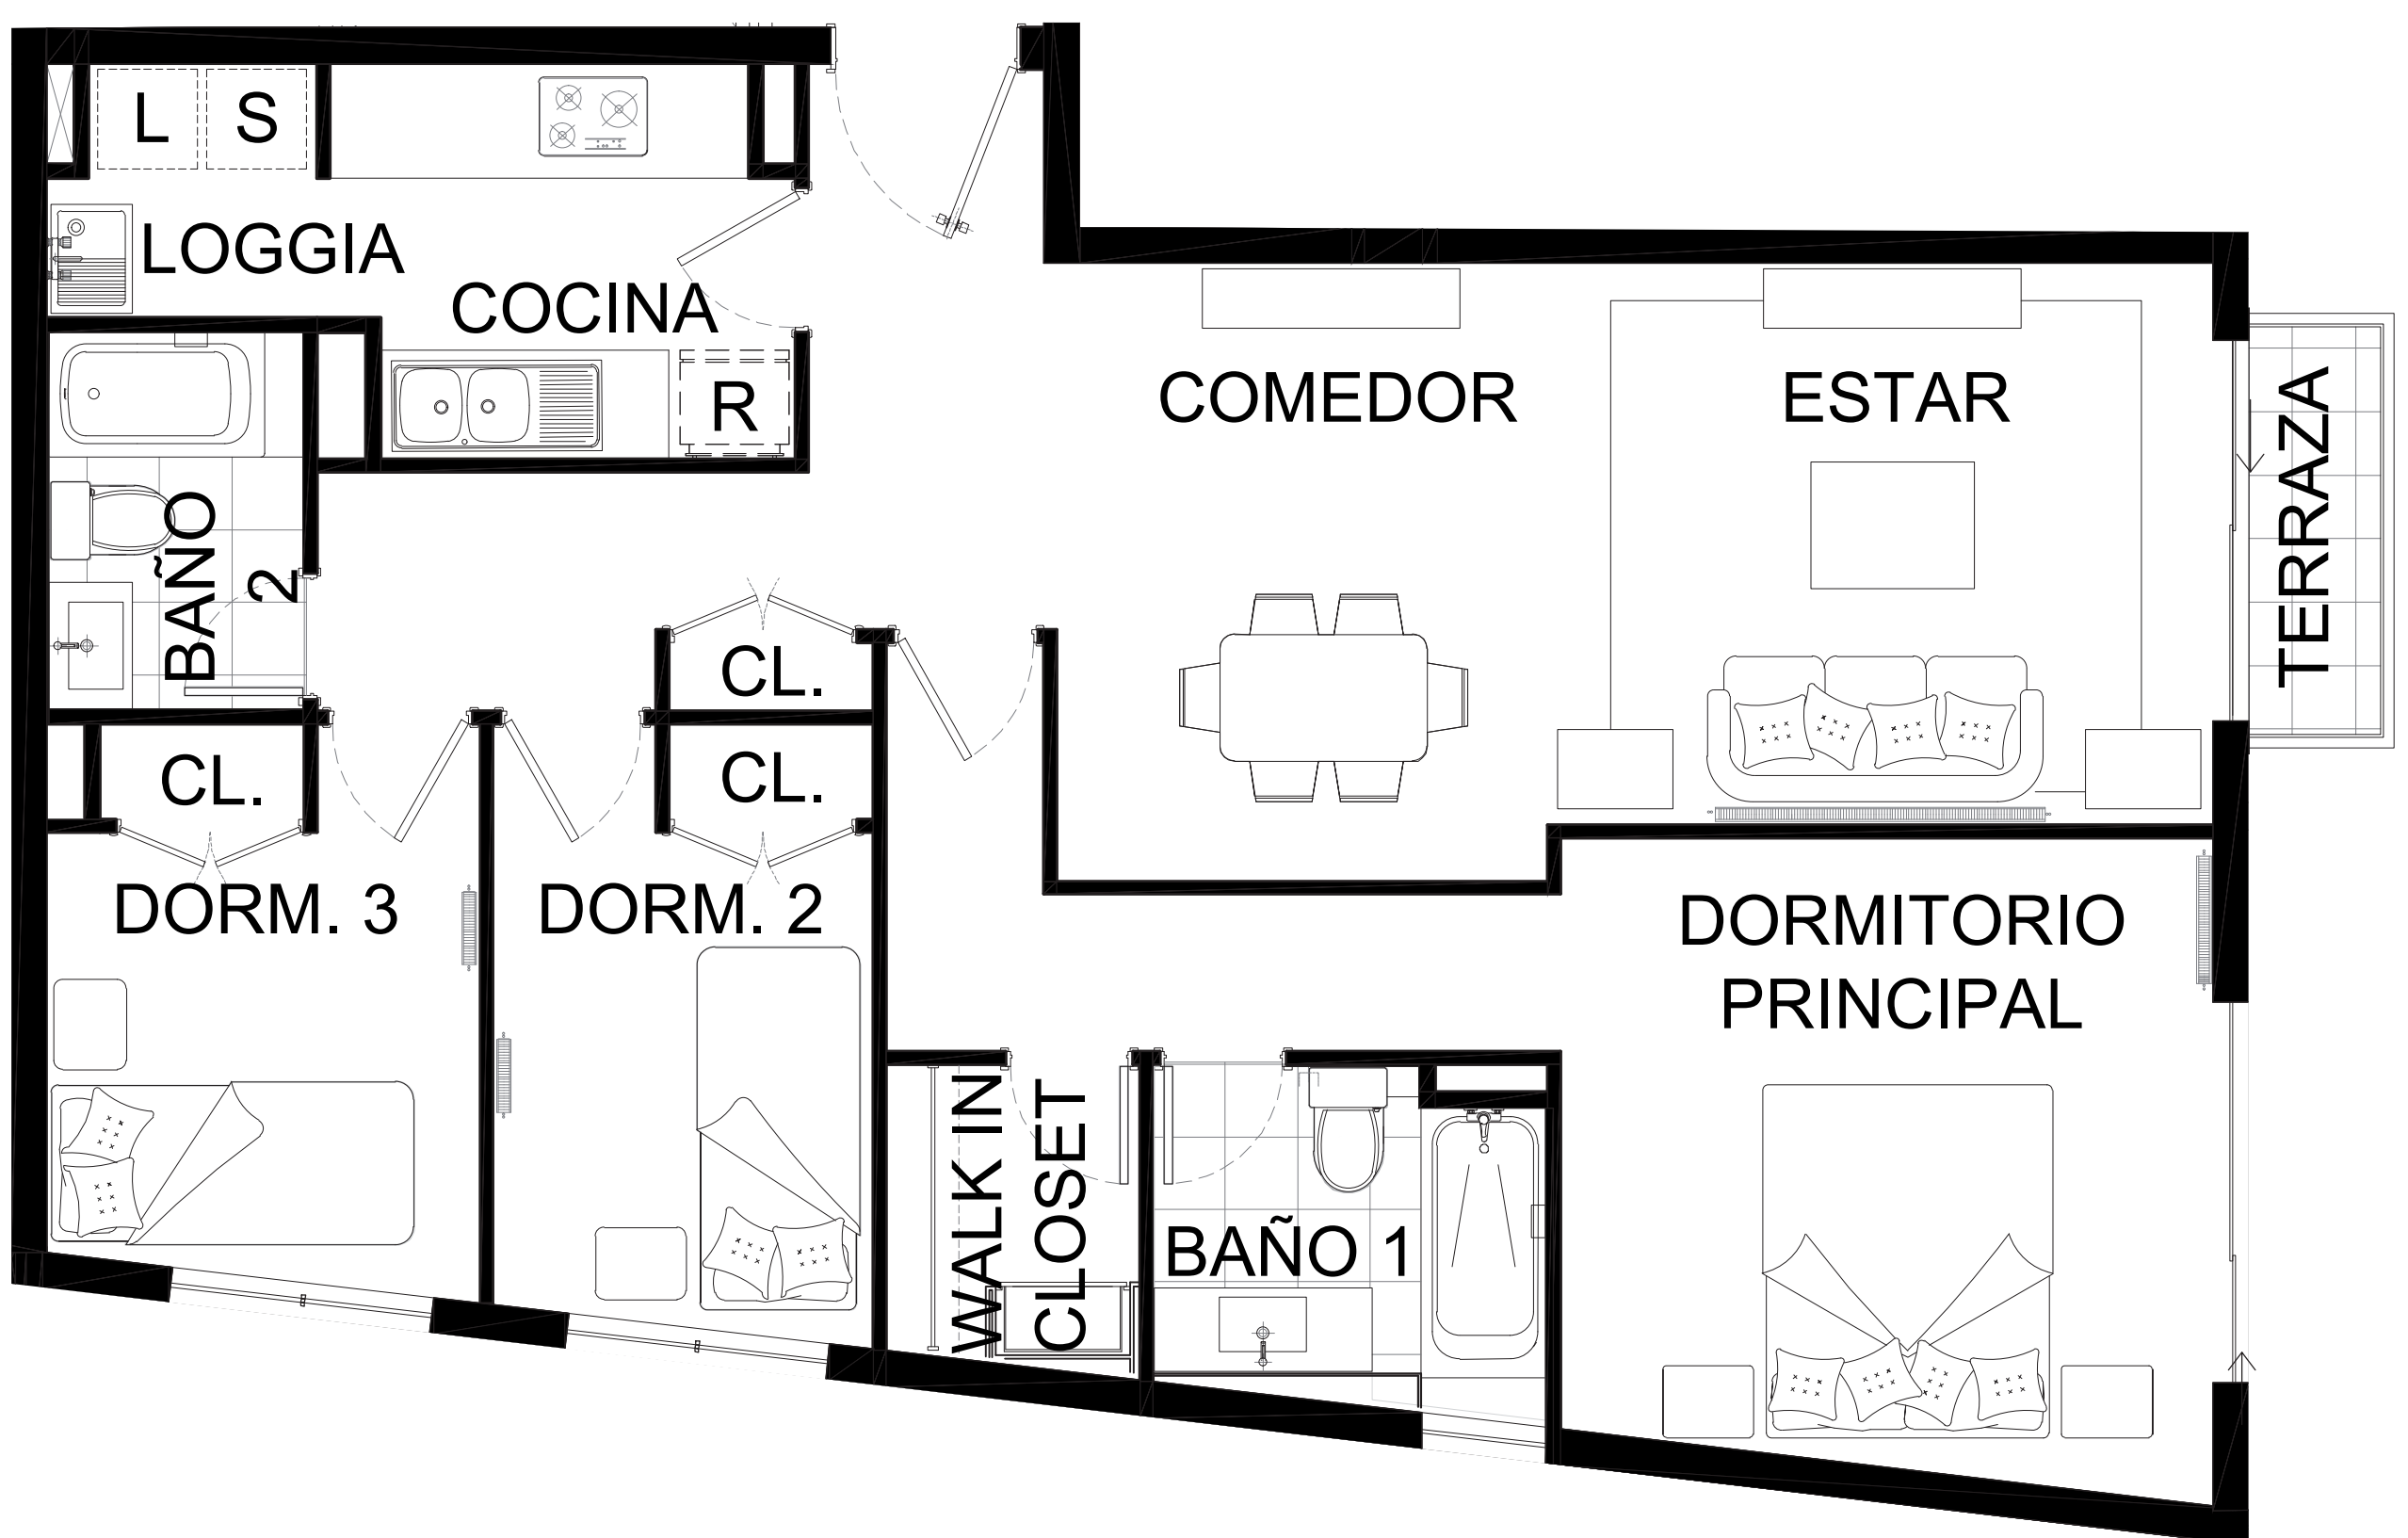 L
S
LOGGIA
COCINA
R
COMEDOR
ESTAR
TERRAZA
BAÑO
2
CL.
CL.
CL.
DORM. 3
DORM. 2
DORMITORIO
PRINCIPAL
WALK IN
CLOSET
BAÑO 1